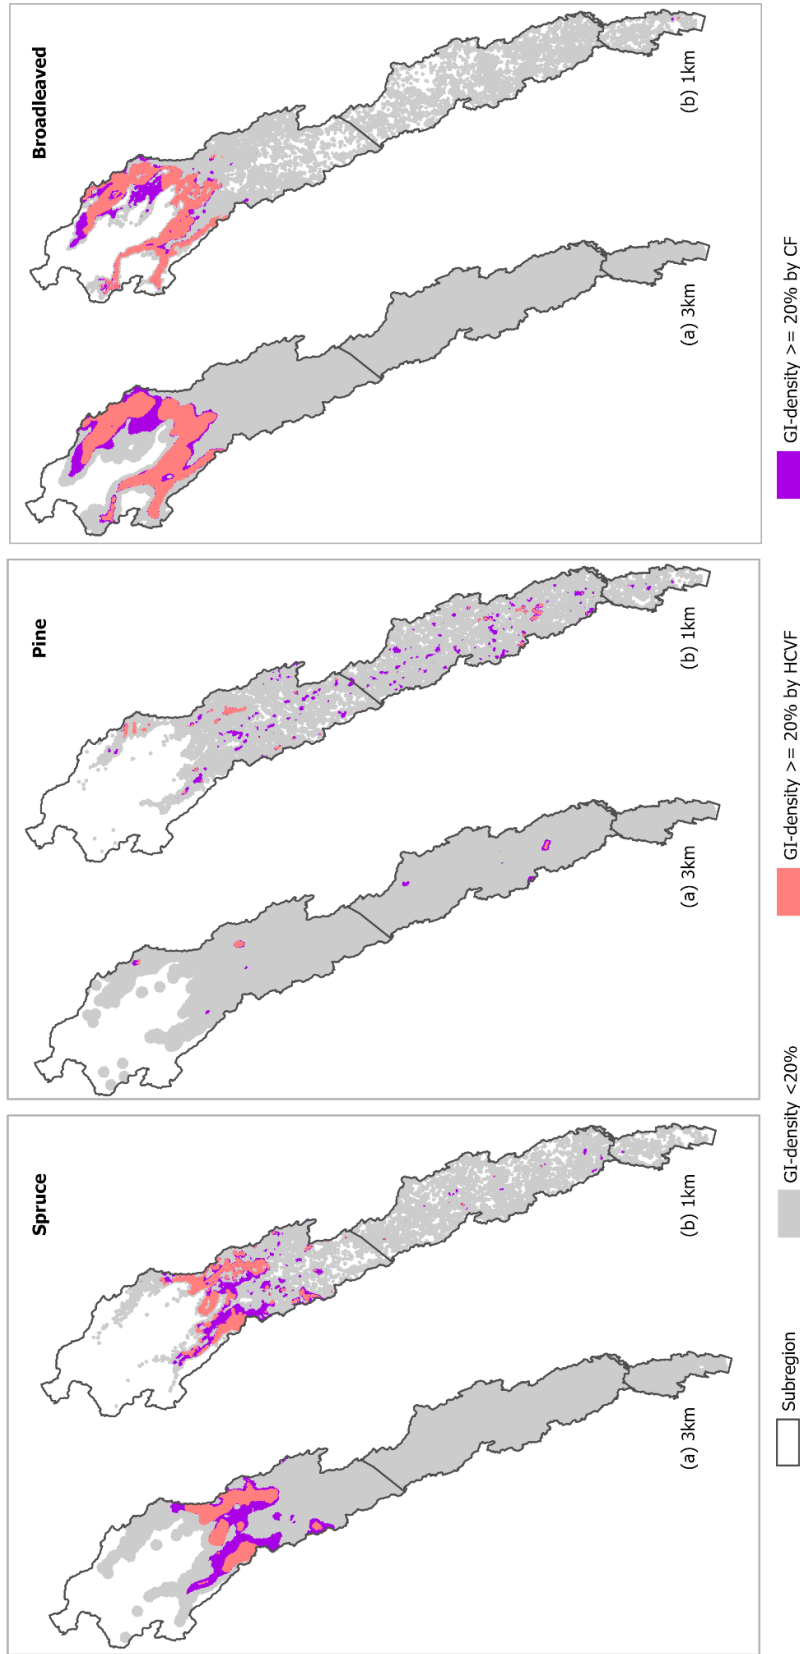 Spruce
(a) 3km
(b) 1km
Pine
(a) 3km
(b) 1km
Broadleaved
(a) 3km
(b) 1km
Subregion
GI-density <20%
GI-density >= 20% by HCVF
GI-density >= 20% by CF